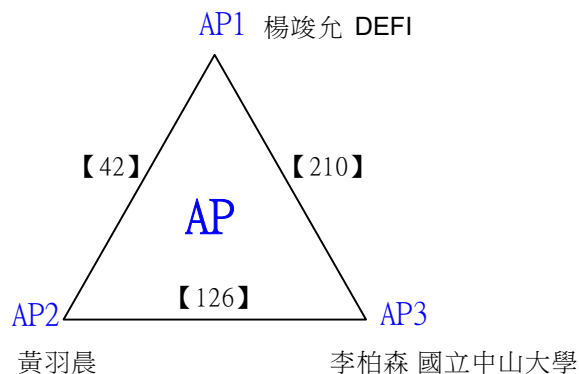 AP1 楊竣允 DEFI
【42】 【210】
AP
【126】
AP2 AP3
黃羽晨 李柏森 國立中山大學